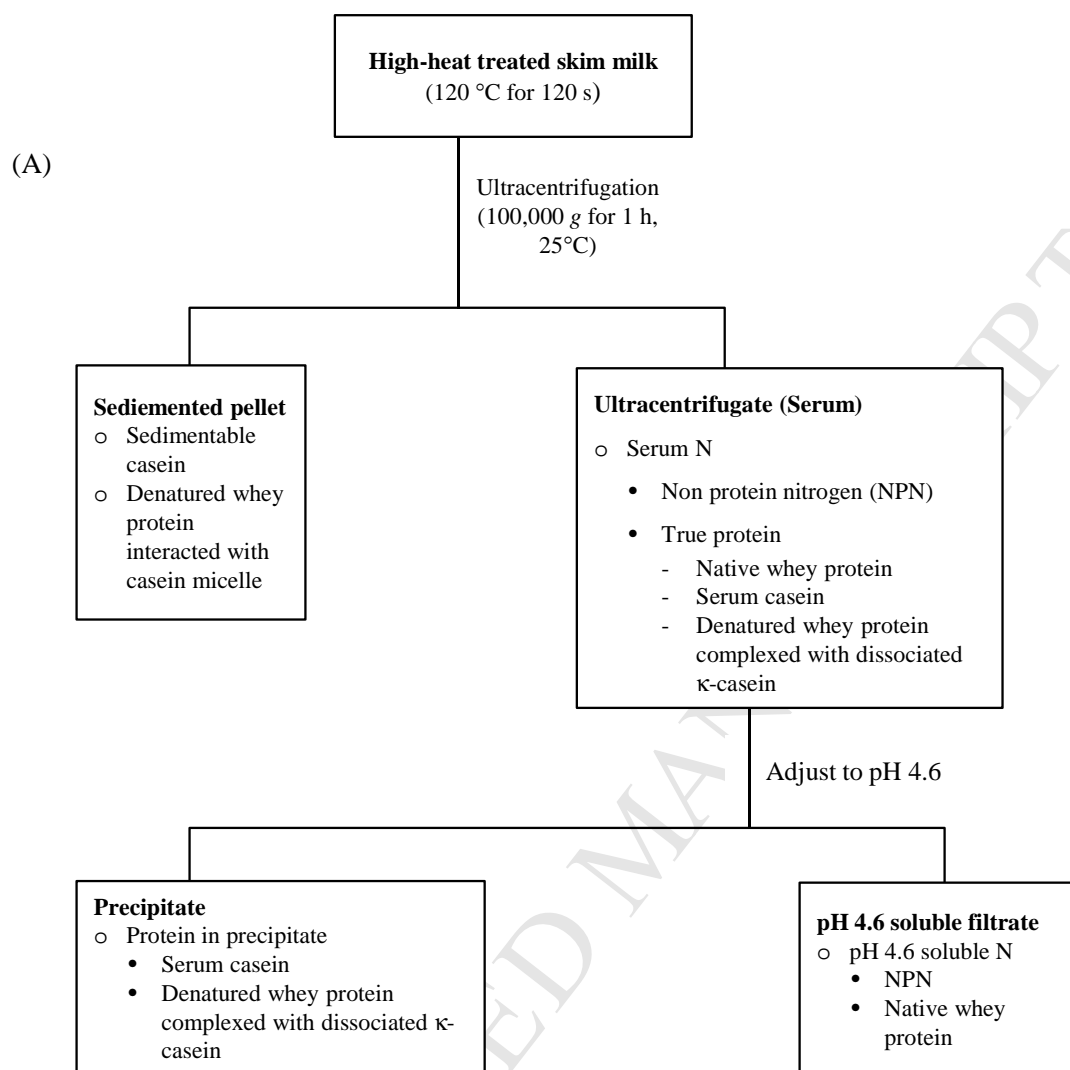 High-heat treated skim milk
(120 °C for 120 s)
(A)
Ultracentrifugation
(100,000 g for 1 h,
25°C)
Sediemented pellet
o Sedimentable
casein
o Denatured whey
protein
interacted with
casein micelle
Ultracentrifugate (Serum)
o Serum N
• Non protein nitrogen (NPN)
• True protein
- Native whey protein
- Serum casein
- Denatured whey protein
complexed with dissociated
κ-casein
Adjust to pH 4.6
Precipitate
o Protein in precipitate
• Serum casein
• Denatured whey protein
complexed with dissociated κ-
casein
pH 4.6 soluble filtrate
o pH 4.6 soluble N
• NPN
• Native whey
protein